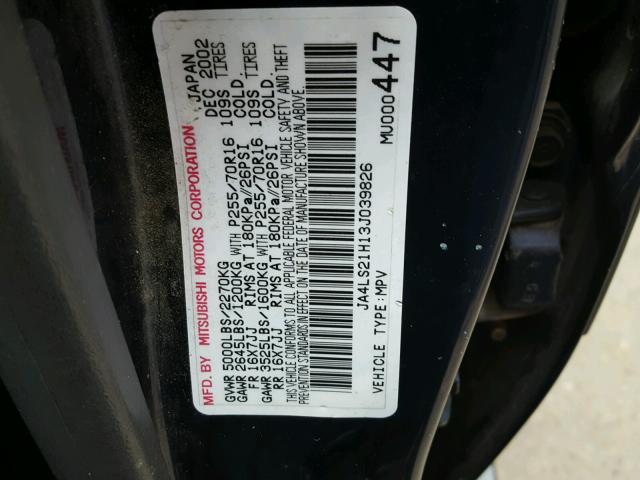 MFD. BY MITSUBISHI MOTORS CORPORATION JAPAN
GVWR 5000LBS/2270KG DEC 2002
GAWR 2645LBS/1200KG WITH P255/70R16 TIRES
FR 16X7JJ RIMS AT 180KPa/26PSI 109S COLD.
GAWR 3525LBS/1600KG WITH P255/70R16 TIRES
RR 16X7JJ RIMS AT 180KPa/26PSI 109S COLD.
THIS VEHICLE CONFORMS TO ALL APPLICABLE FEDERAL MOTOR VEHICLE SAFETY AND THEFT
PREVENTION STANDARDS IN EFFECT ON THE DATE OF MANUFACTURE SHOWN ABOVE.
JA4LS21H13J039826
VEHICLE TYPE:MPV MU000447